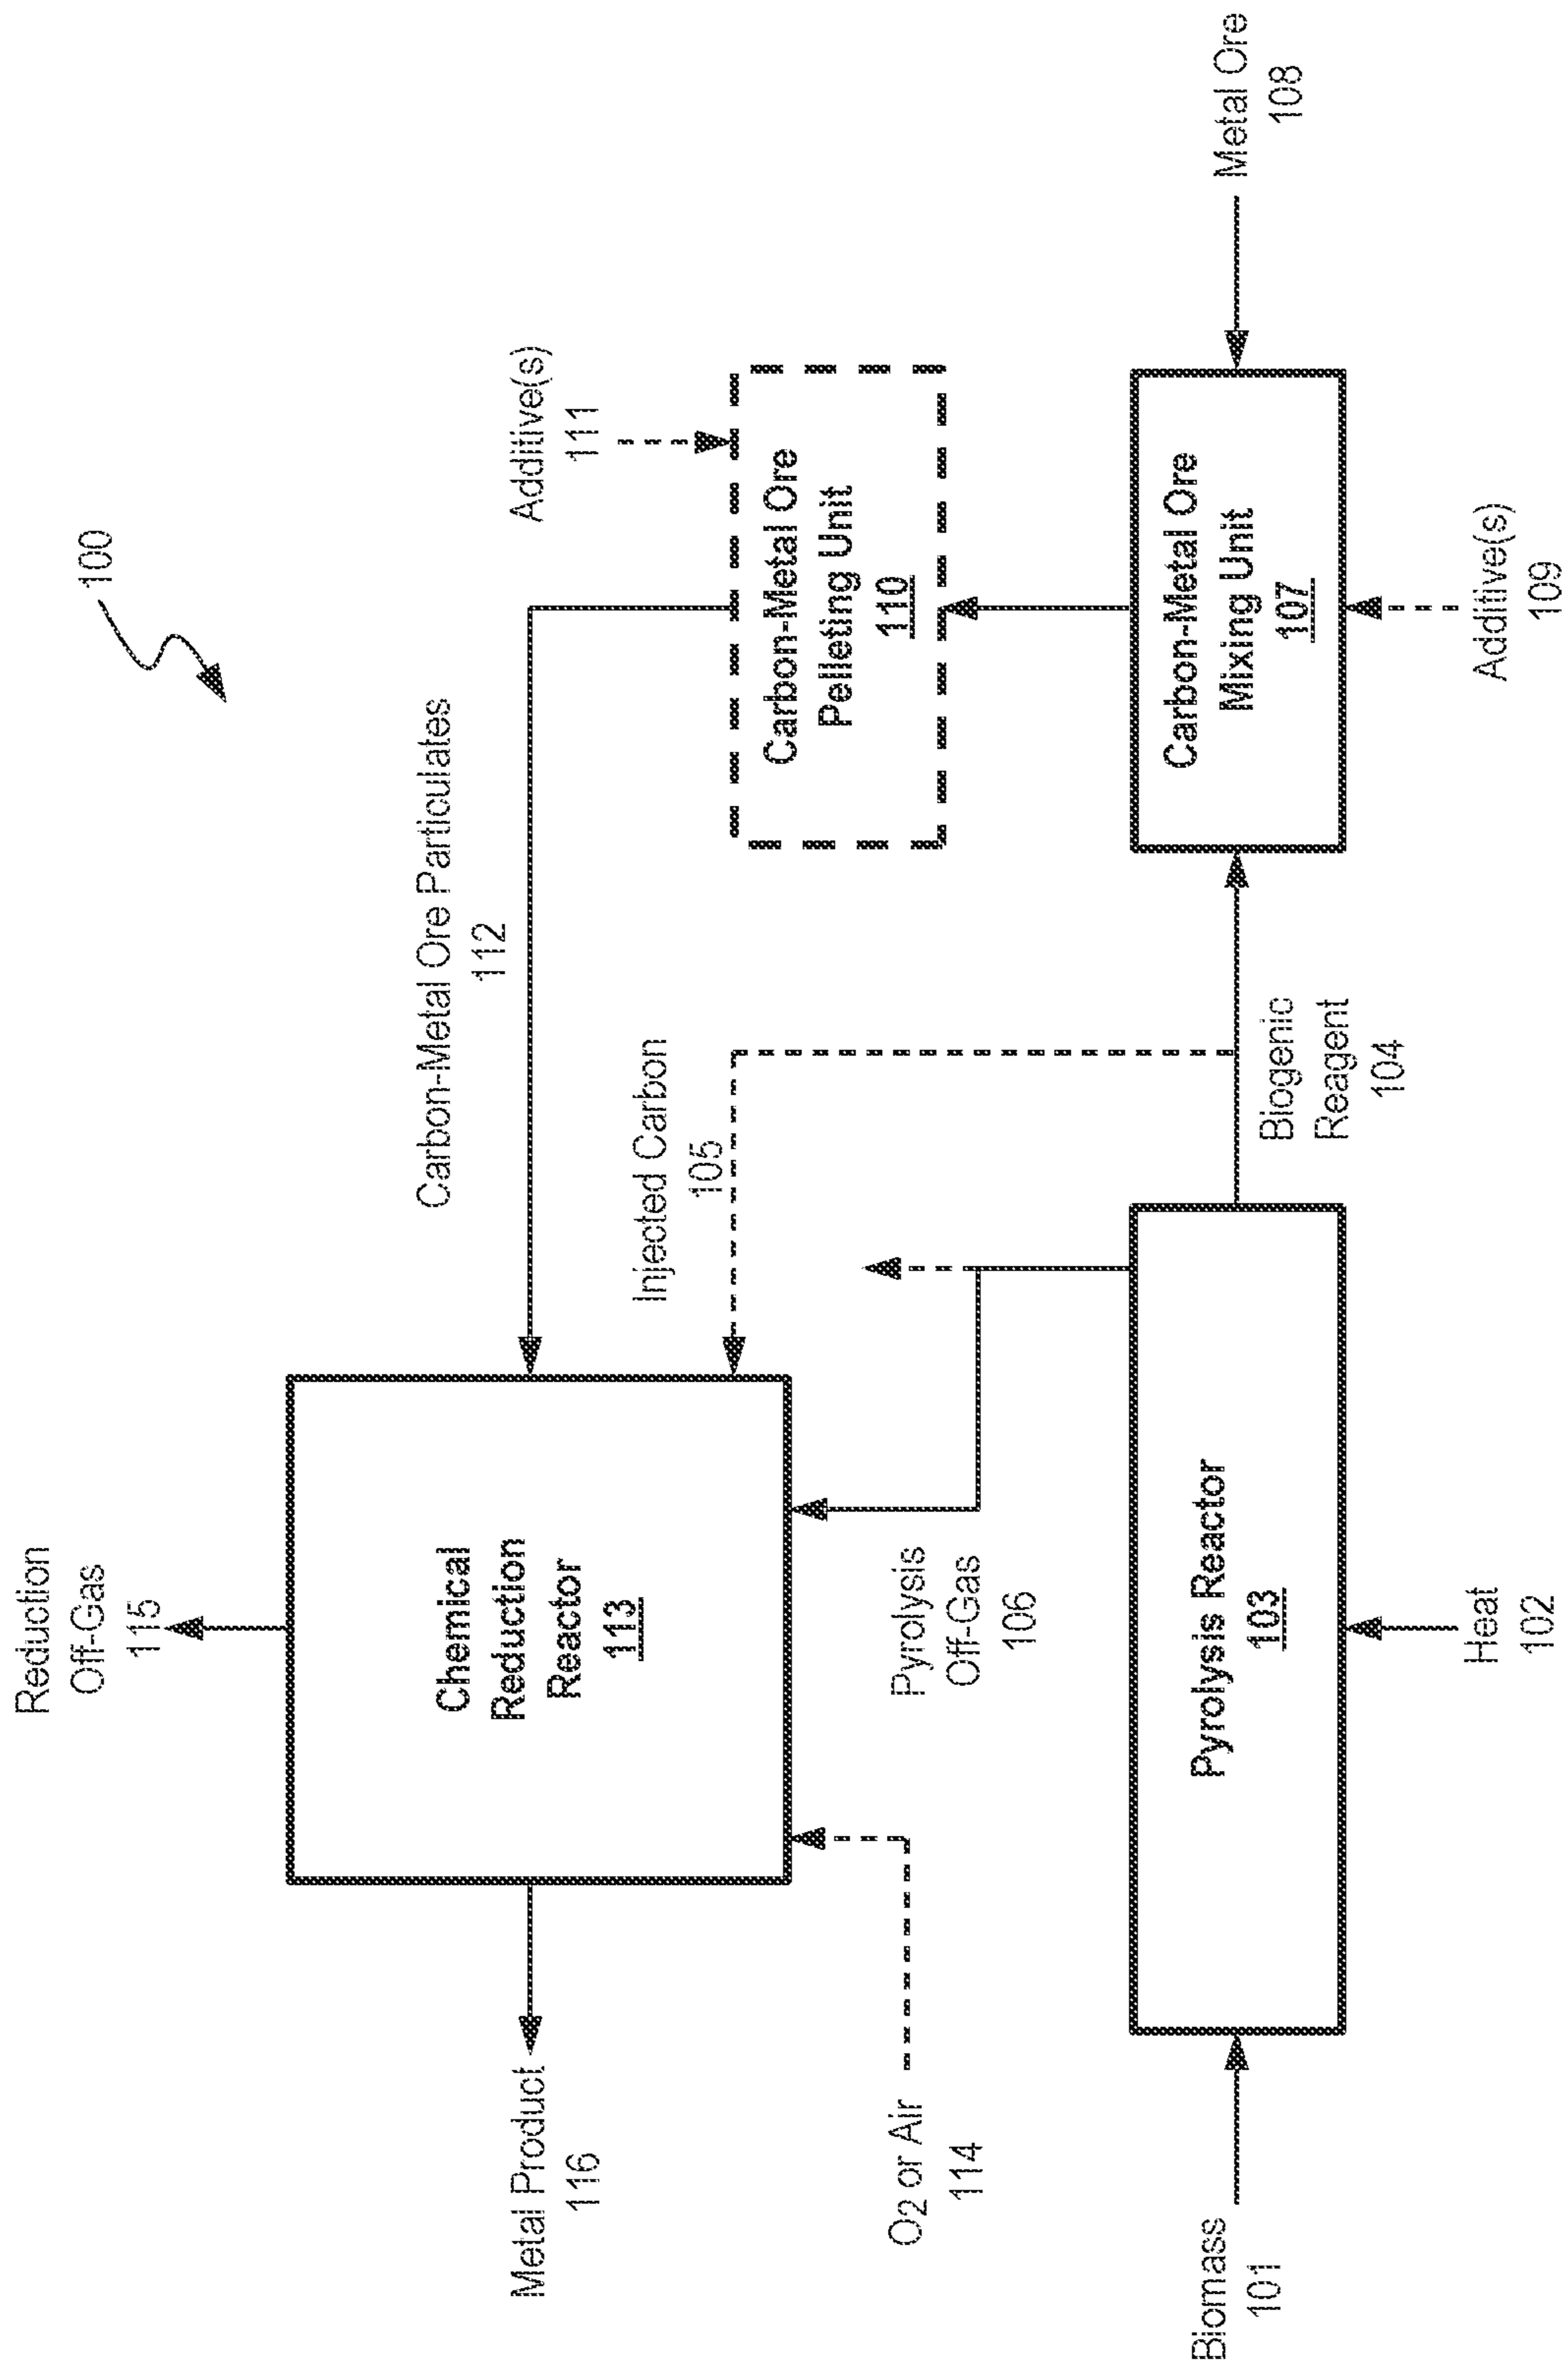 Reduction
Off-Gas
115
100
Carbon-Metal Ore Particulates
112
Chemical
Reduction
Reactor
113
Metal Product
116
Additive(s)
111
Injected Carbon
105
Carbon-Metal Ore
Pelleting Unit
110
O2 or Air
114
Pyrolysis
Off-Gas
106
Biomass
101
Pyrolysis Reactor
103
Biogenic
Reagent
104
Carbon-Metal Ore
Mixing Unit
107
Metal Ore
108
Heat
102
Additive(s)
109